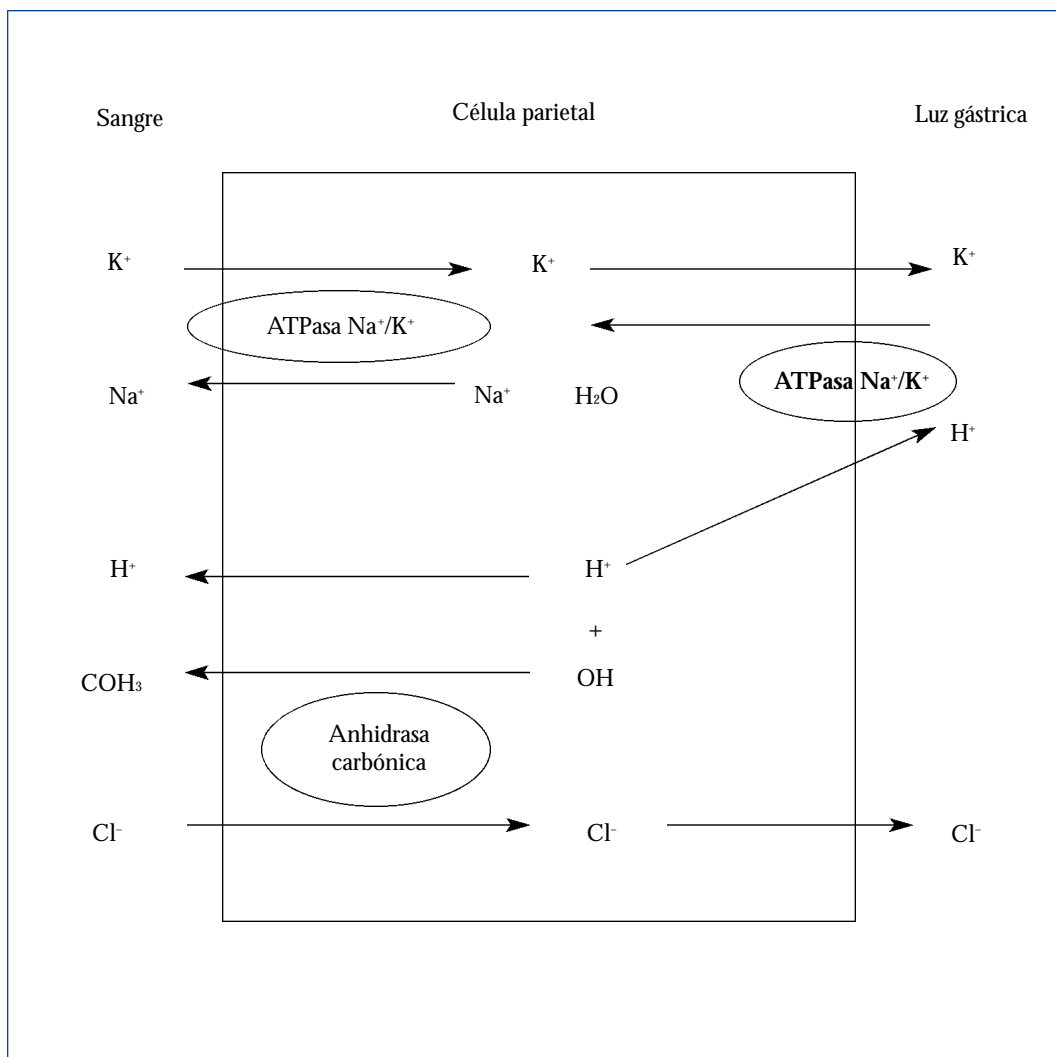 Sangre
Célula parietal
Luz gástrica
K⁺
K⁺
K⁺
ATPasa Na⁺/K⁺
ATPasa Na⁺/K⁺
Na⁺
Na⁺
H₂O
H⁺
H⁺
H⁺
+
COH₃
OH
Anhidrasa
carbónica
Cl⁻
Cl⁻
Cl⁻